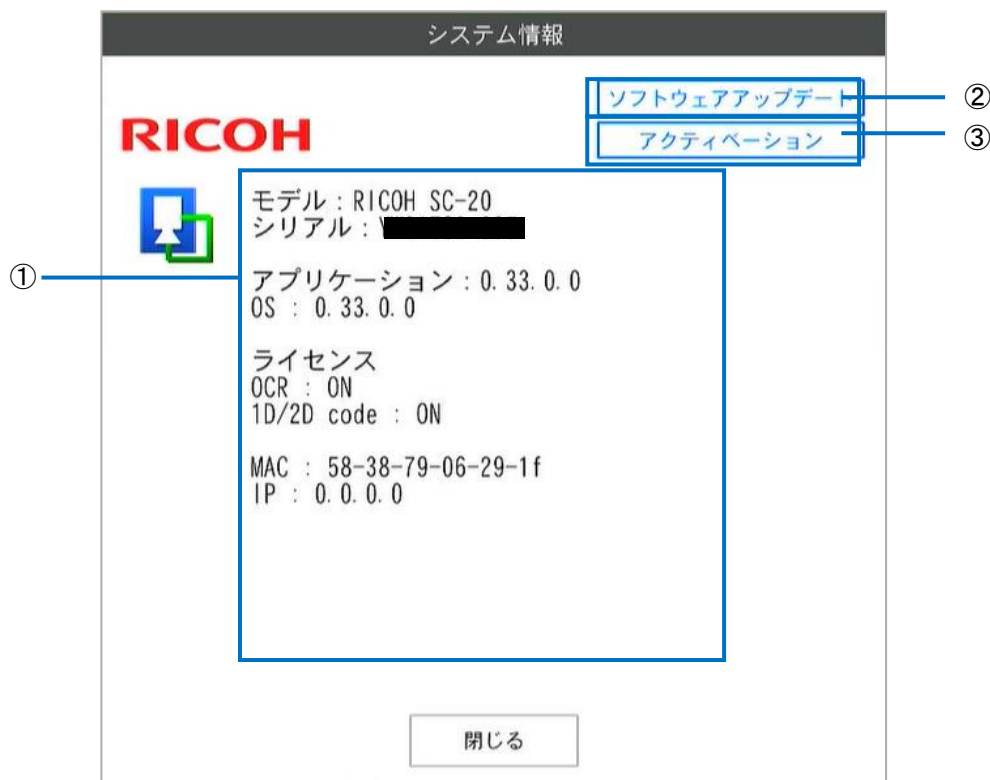 システム情報
ソフトウェアアップデート
②
RICOH
アクティベーション
③
モデル：RICOH SC-20
シリアル：
①
アプリケーション：0.33.0.0
OS : 0.33.0.0
ライセンス
OCR : ON
1D/2D code : ON
MAC : 58-38-79-06-29-1f
IP : 0.0.0.0
閉じる